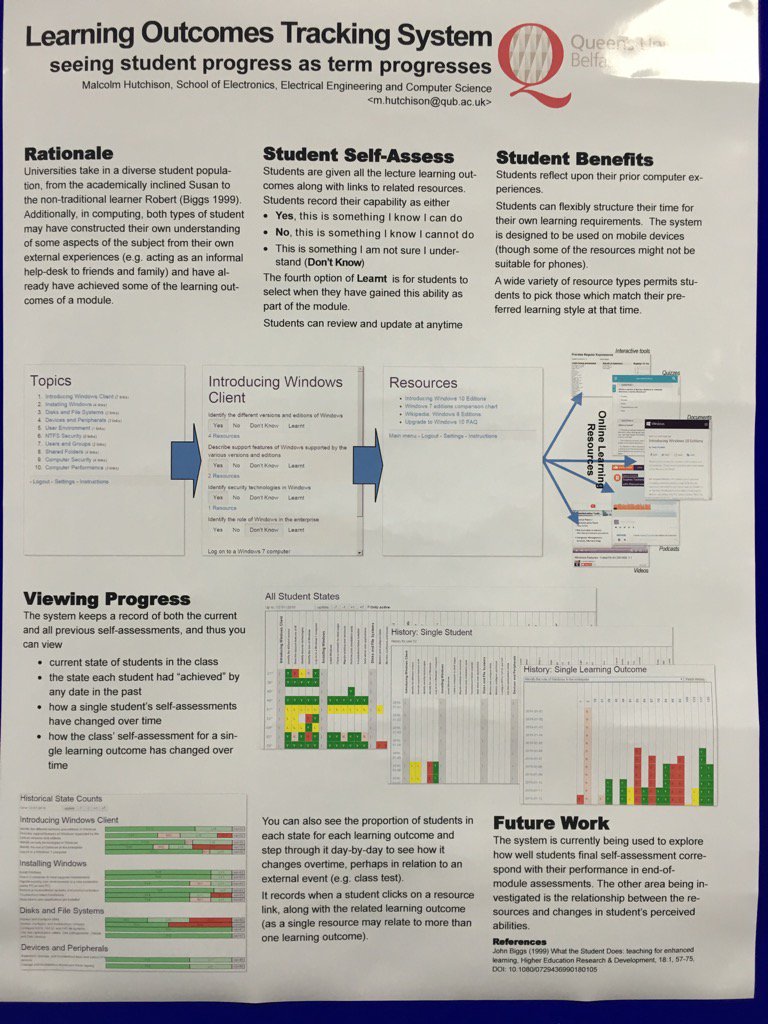 Learning Outcomes Tracking System
seeing student progress as term progresses
Malcolm Hutchison, School of Electronics, Electrical Engineering and Computer Science
<m.hutchison@qub.ac.uk>
Queen's
Rationale
Universities take in a diverse student popula-
tion, from the academically inclined Susan to
the non-traditional learner Robert (Biggs 1999).
Additionally, in computing, both types of student
may have constructed their own understanding
of some aspects of the subject from their own
external experiences (e.g. acting as an informal
help-desk to friends and family) and have al-
ready have achieved some of the learning out-
comes of a module.
Student Self-Assess
Students are given all the lecture learning out-
comes along with links to related resources.
Students record their capability as either
• Yes, this is something I know I can do
• No, this is something I know I cannot do
• This is something I am not sure I under-
stand (Don't Know)
The fourth option of Learnt is for students to
select when they have gained this ability as
part of the module.
Students can review and update at anytime
Student Benefits
Students reflect upon their prior computer ex-
periences.
Students can flexibly structure their time for
their own learning requirements. The system
is designed to be used on mobile devices
(though some of the resources might not be
suitable for phones).
A wide variety of resource types permits stu-
dents to pick those which match their pre-
ferred learning style at that time.
Topics
1. Introducing Windows Client
2. Installing Windows
3. Disks and File Systems
4. Devices and Peripherals
5. User Environment
6. NTFS Security
7. Users and Groups
8. Shared Folders
9. Computer Security
10. Computer Performance
- Logout - Settings - Instructions
Introducing Windows
Client
Identify the different versions and editions of Windows
Yes No Don't Know Learnt
4 Resources
Describe support features of Windows supported by the
various versions and editions
Yes No Don't Know Learnt
2 Resources
Identify security technologies in Windows
Yes No Don't Know Learnt
1 Resource
Identify the role of Windows in the enterprise
Yes No Don't Know Learnt
Log on to a Windows 7 computer
Resources
• Introducing Windows 10 Editions
• Windows 7 editions comparison chart
• Wikipedia: Windows 8 Editions
• Upgrade to Windows 10 FAQ
Main menu - Logout - Settings - Instructions
Interactive tools
Quizzes
Documents
Online Learning
Resources
Podcasts
Videos
Viewing Progress
The system keeps a record of both the current
and all previous self-assessments, and thus you
can view
• current state of students in the class
• the state each student had "achieved" by
any date in the past
• how a single student's self-assessments
have changed over time
• how the class' self-assessment for a sin-
gle learning outcome has changed over
time
All Student States
History: Single Student
History: Single Learning Outcome
Historical State Counts
Introducing Windows Client
Installing Windows
Disks and File Systems
Devices and Peripherals
You can also see the proportion of students in
each state for each learning outcome and
step through it day-by-day to see how it
changes overtime, perhaps in relation to an
external event (e.g. class test).
It records when a student clicks on a resource
link, along with the related learning outcome
(as a single resource may relate to more than
one learning outcome).
Future Work
The system is currently being used to explore
how well students final self-assessment corre-
spond with their performance in end-of-
module assessments. The other area being in-
vestigated is the relationship between the re-
sources and changes in student's perceived
abilities.
References
John Biggs (1999) What the Student Does: teaching for enhanced
learning, Higher Education Research & Development, 18:1, 57-75,
DOI: 10.1080/0729436990180105